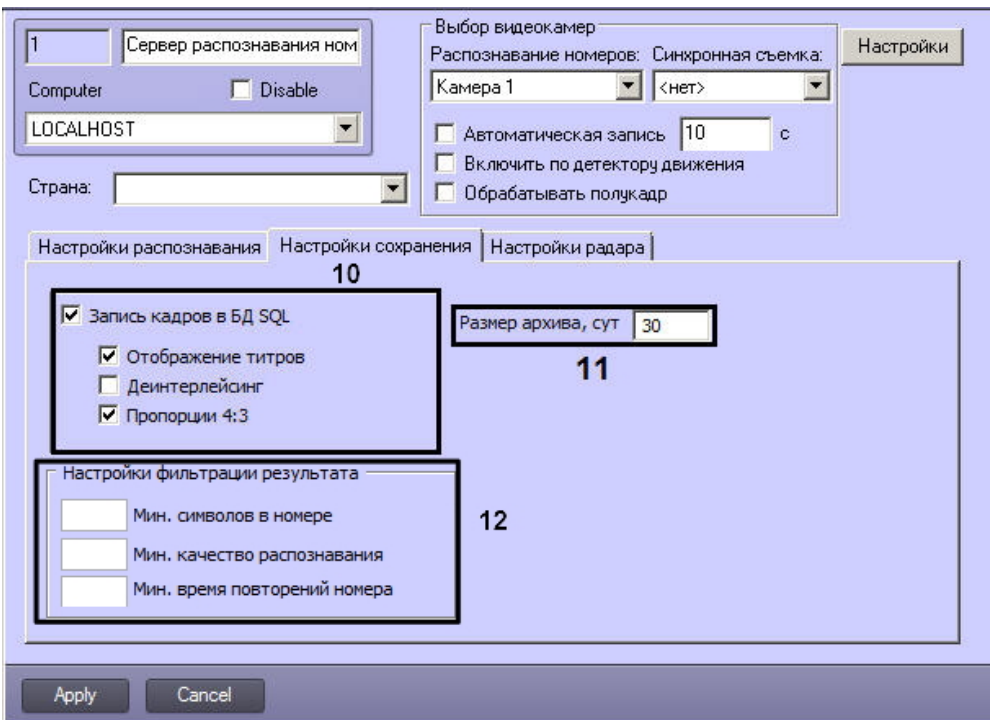 1
Сервер распознавания ном
Computer
Disable
LOCALHOST
Страна:
Выбор видеокамер
Распознавание номеров: Синхронная съемка:
Камера 1
<нет>
Автоматическая запись 10 с
Включить по детектору движения
Обрабатывать полукадр
Настройки
Настройки распознавания
Настройки сохранения
Настройки радара
10
Запись кадров в БД SQL
Отображение титров
Деинтерлейсинг
Пропорции 4:3
Размер архива, сут 30
11
Настройки фильтрации результата
Мин. символов в номере
Мин. качество распознавания
Мин. время повторений номера
12
Apply
Cancel